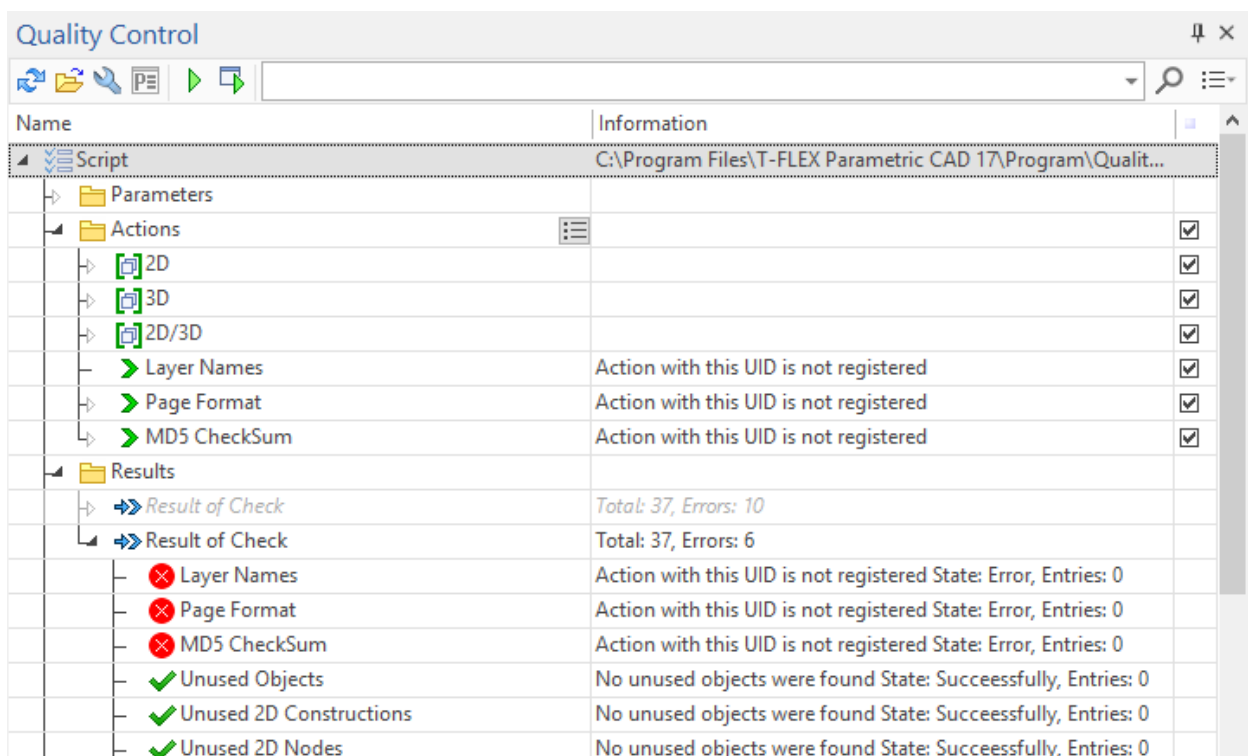 Quality Control
Name Information
Script C:\Program Files\T-FLEX Parametric CAD 17\Program\Qualit...
Parameters
Actions
2D
3D
2D/3D
Layer Names Action with this UID is not registered
Page Format Action with this UID is not registered
MD5 CheckSum Action with this UID is not registered
Results
Result of Check Total: 37, Errors: 10
Result of Check Total: 37, Errors: 6
Layer Names Action with this UID is not registered State: Error, Entries: 0
Page Format Action with this UID is not registered State: Error, Entries: 0
MD5 CheckSum Action with this UID is not registered State: Error, Entries: 0
Unused Objects No unused objects were found State: Succeessfully, Entries: 0
Unused 2D Constructions No unused objects were found State: Succeessfully, Entries: 0
Unused 2D Nodes No unused objects were found State: Succeessfully, Entries: 0